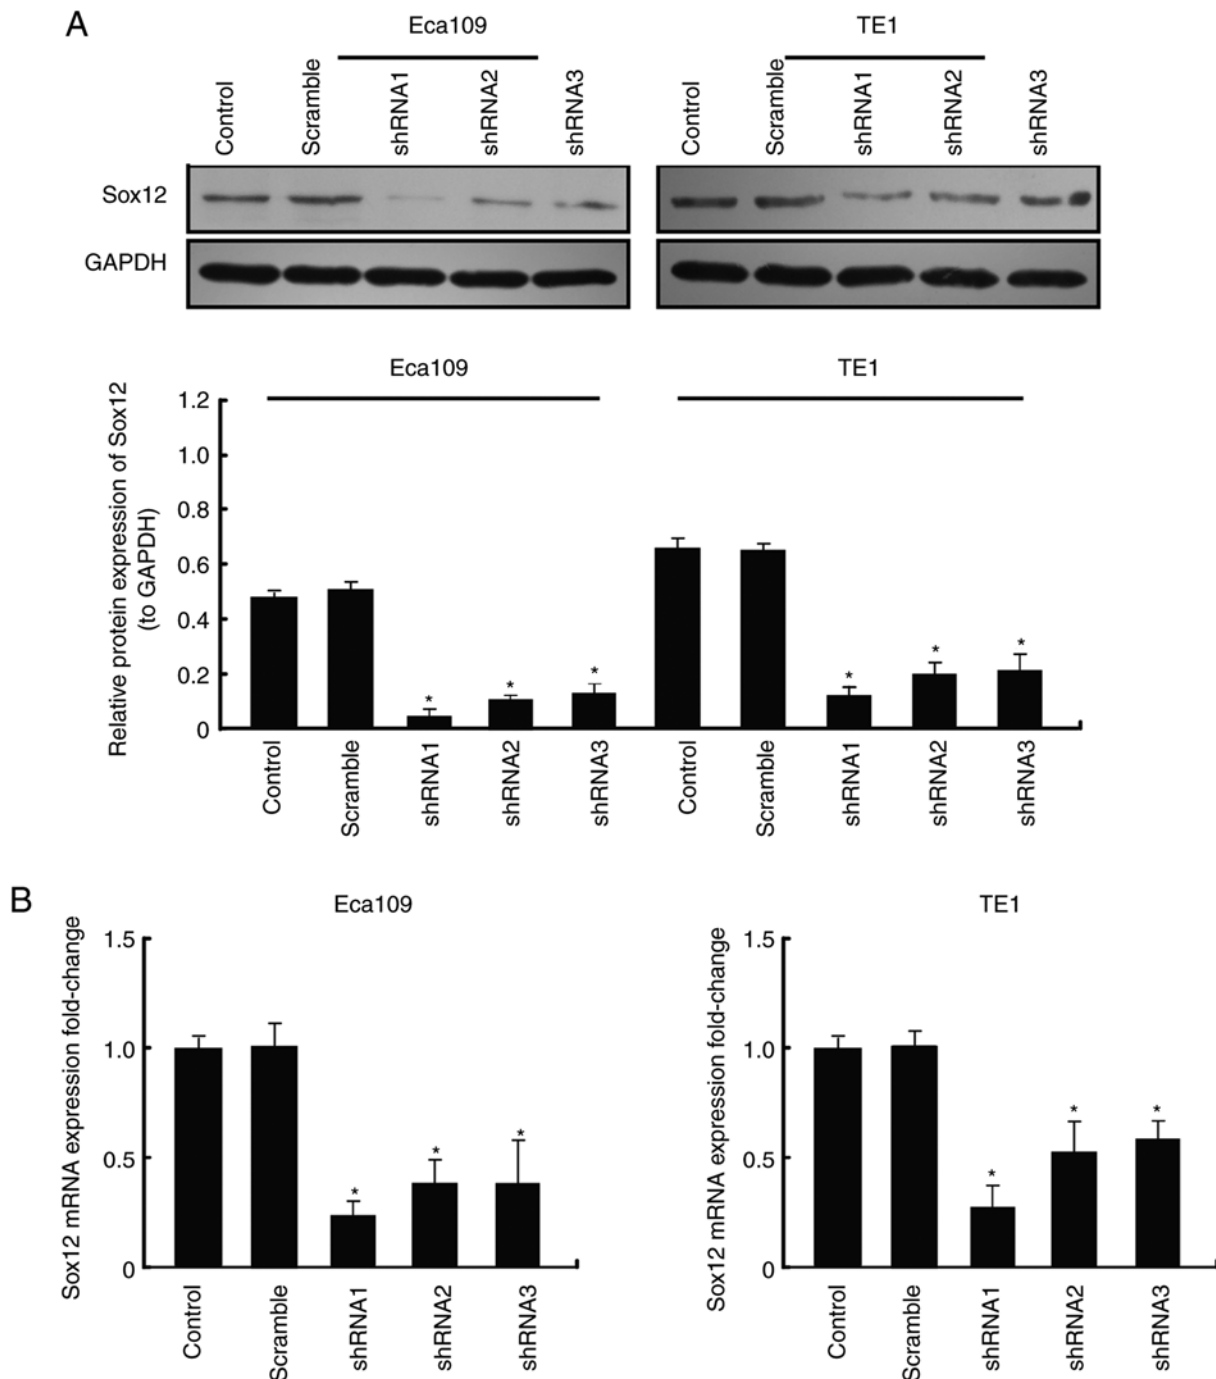 A
Eca109
TE1
Control
Scramble
shRNA1
shRNA2
shRNA3
Control
Scramble
shRNA1
shRNA2
shRNA3
Sox12
GAPDH
Eca109
TE1
Relative protein expression of Sox12
(to GAPDH)
1.2
1.0
0.8
0.6
0.4
0.2
0
*
*
*
*
*
*
Control
Scramble
shRNA1
shRNA2
shRNA3
Control
Scramble
shRNA1
shRNA2
shRNA3
B
Eca109
Sox12 mRNA expression fold-change
1.5
1.0
0.5
0
*
*
*
Control
Scramble
shRNA1
shRNA2
shRNA3
TE1
Sox12 mRNA expression fold-change
1.5
1.0
0.5
0
*
*
*
Control
Scramble
shRNA1
shRNA2
shRNA3